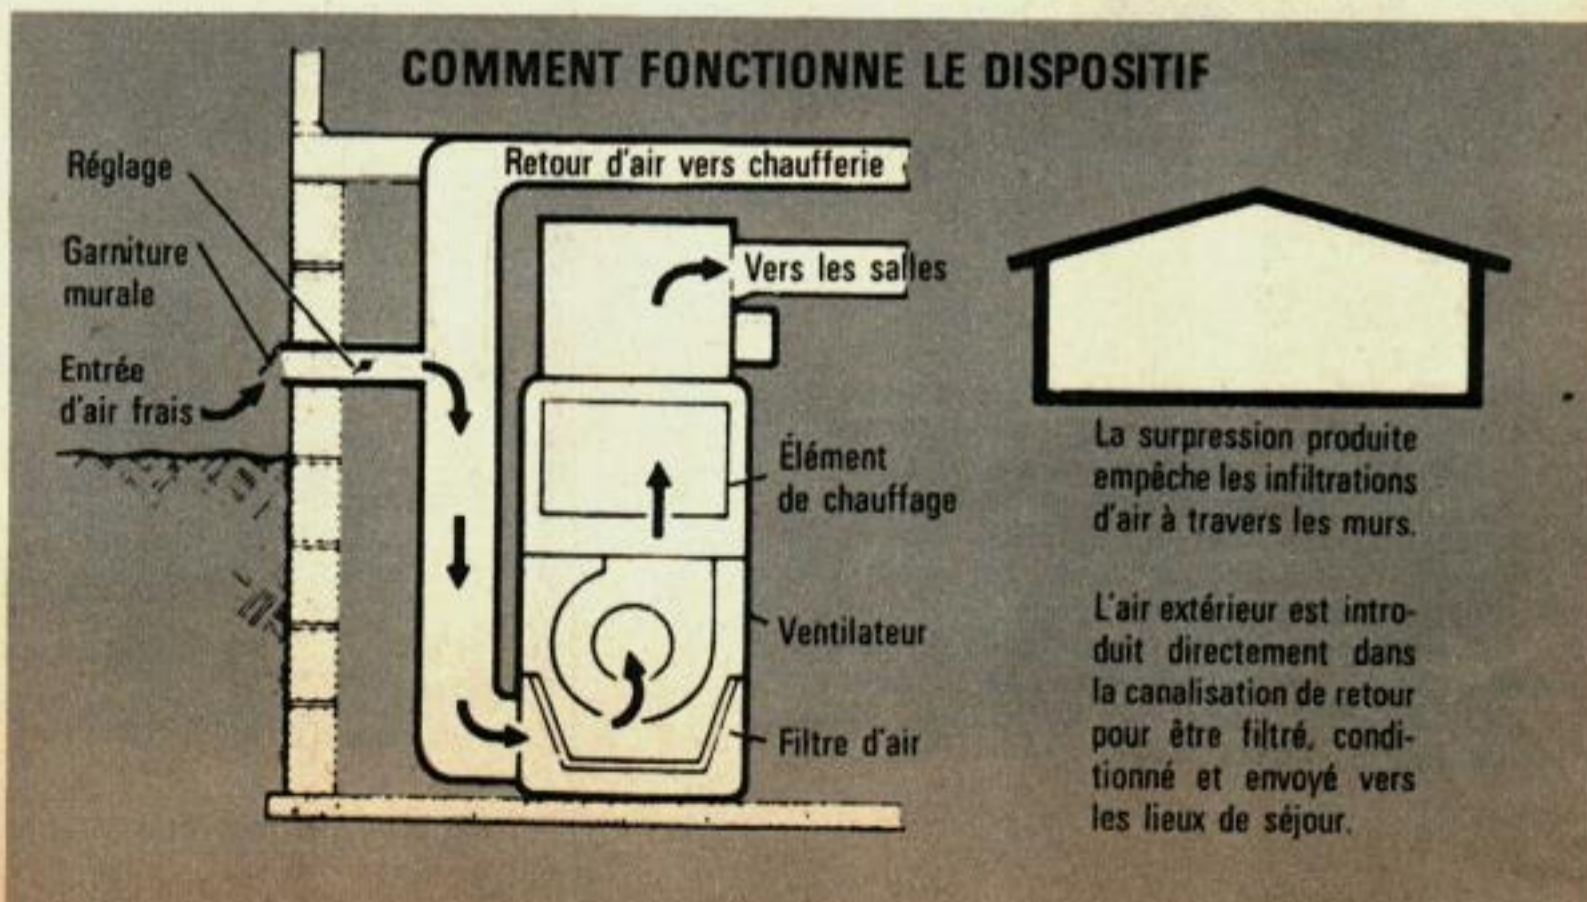 COMMENT FONCTIONNE LE DISPOSITIF
Retour d'air vers chaufferie
Réglage
Garniture
murale
Vers les salles
Entrée
d'air frais
Élément
de chauffage
Ventilateur
Filtre d'air
La surpression produite
empêche les infiltrations
d'air à travers les murs.
L'air extérieur est intro-
duit directement dans
la canalisation de retour
pour être filtré, condi-
tionné et envoyé vers
les lieux de séjour.